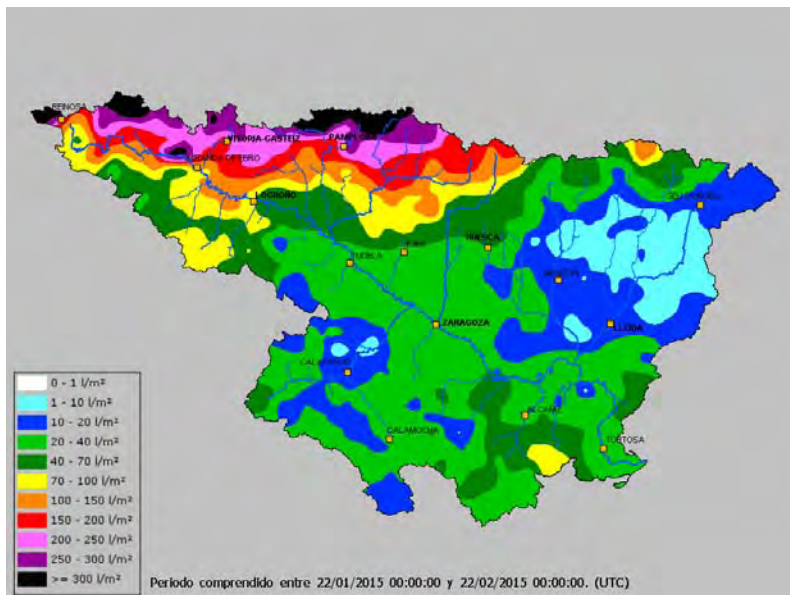 REINOSA
VITORIA-GASTEIZ
PAMPLONA
MIRANDA DE EBRO
LOGROÑO
HUESCA
TUDELA
ZARAGOZA
LLEIDA
CALATAYUD
ALCAÑIZ
CALAMOCHA
TORTOSA
0 - 1 l/m²
1 - 10 l/m²
10 - 20 l/m²
20 - 40 l/m²
40 - 70 l/m²
70 - 100 l/m²
100 - 150 l/m²
150 - 200 l/m²
200 - 250 l/m²
250 - 300 l/m²
>= 300 l/m²
Periodo comprendido entre 22/01/2015 00:00:00 y 22/02/2015 00:00:00. (UTC)